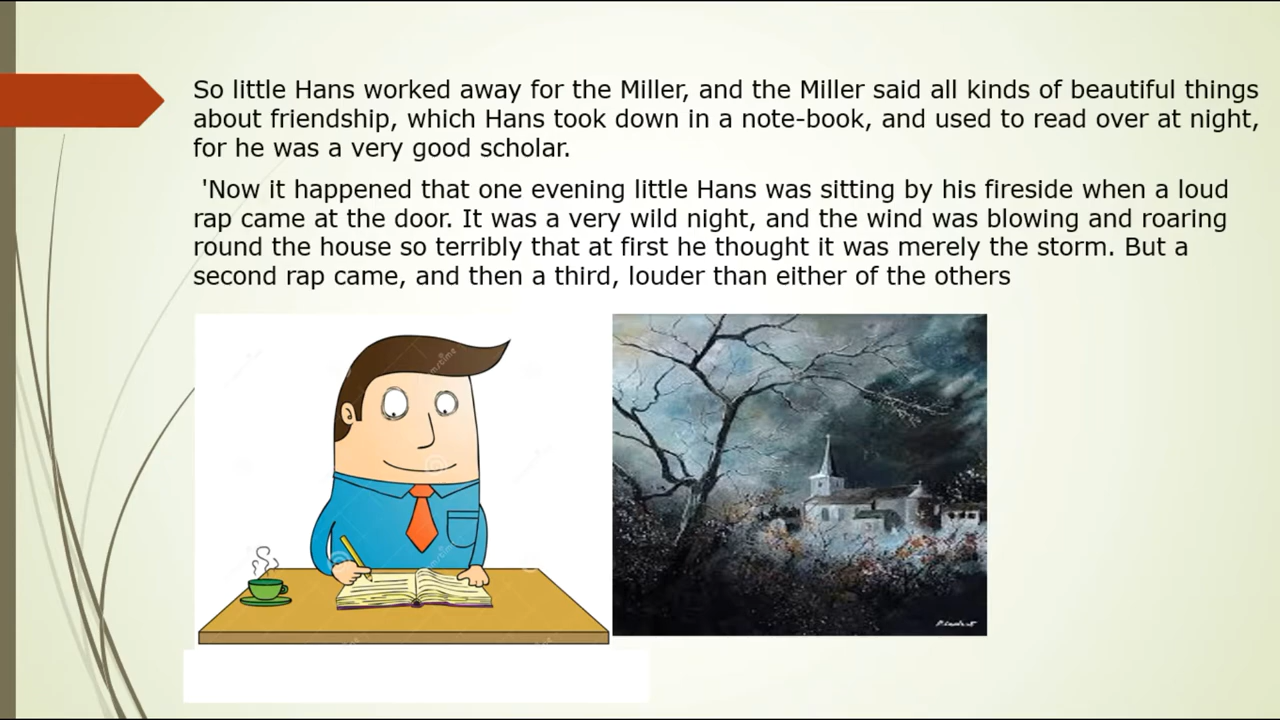 So little Hans worked away for the Miller, and the Miller said all kinds of beautiful things
about friendship, which Hans took down in a note-book, and used to read over at night,
for he was a very good scholar.
'Now it happened that one evening little Hans was sitting by his fireside when a loud
rap came at the door. It was a very wild night, and the wind was blowing and roaring
round the house so terribly that at first he thought it was merely the storm. But a
second rap came, and then a third, louder than either of the others